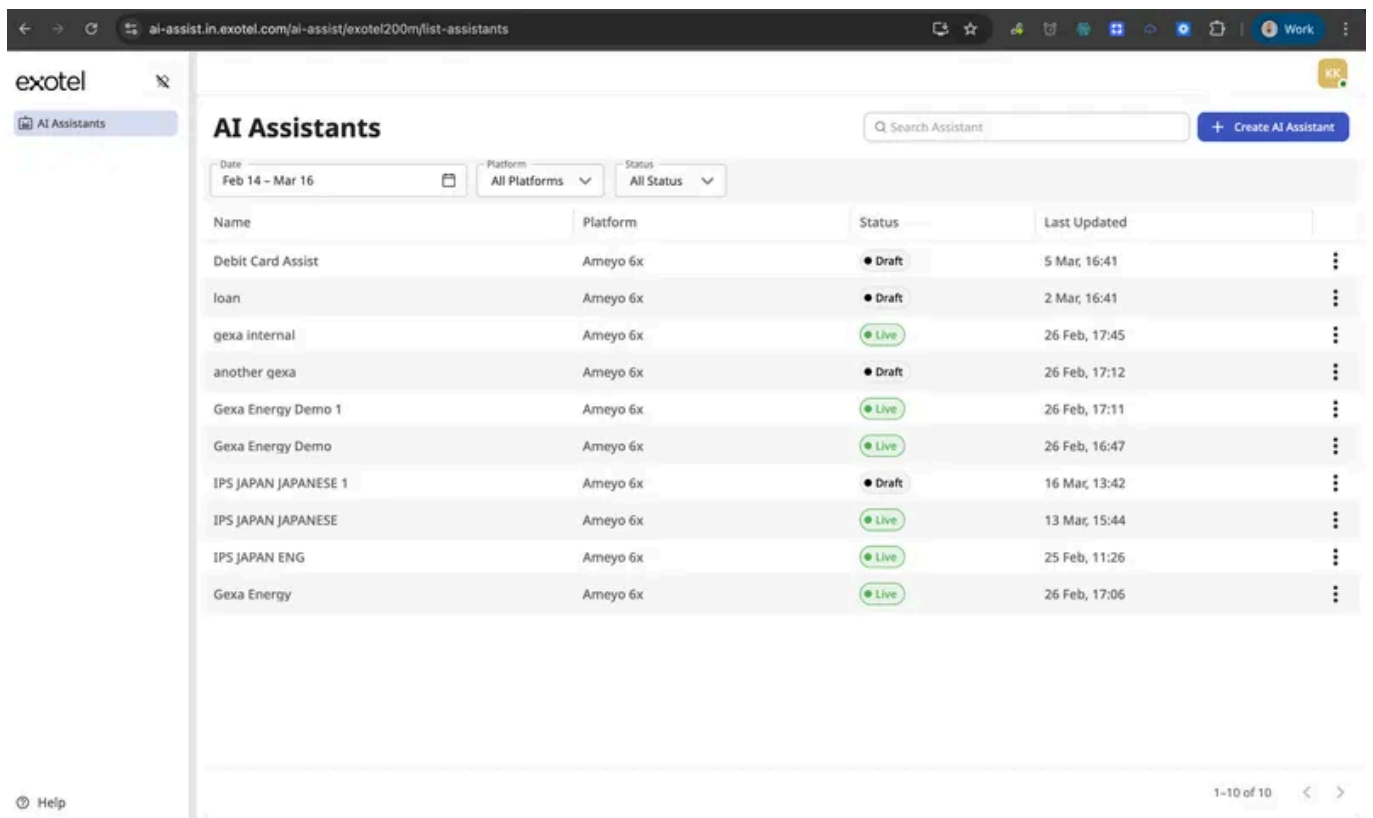 ai-assist.in.exotel.com/ai-assist/exotel200m/list-assistants
Work
exotel
KK
AI Assistants
AI Assistants
Search Assistant
+ Create AI Assistant
Date
Feb 14 – Mar 16
Platform
All Platforms
Status
All Status
Name Platform Status Last Updated
Debit Card Assist Ameyo 6x Draft 5 Mar, 16:41
loan Ameyo 6x Draft 2 Mar, 16:41
gexa internal Ameyo 6x Live 26 Feb, 17:45
another gexa Ameyo 6x Draft 26 Feb, 17:12
Gexa Energy Demo 1 Ameyo 6x Live 26 Feb, 17:11
Gexa Energy Demo Ameyo 6x Live 26 Feb, 16:47
IPS JAPAN JAPANESE 1 Ameyo 6x Draft 16 Mar, 13:42
IPS JAPAN JAPANESE Ameyo 6x Live 13 Mar, 15:44
IPS JAPAN ENG Ameyo 6x Live 25 Feb, 11:26
Gexa Energy Ameyo 6x Live 26 Feb, 17:06
1–10 of 10
Help